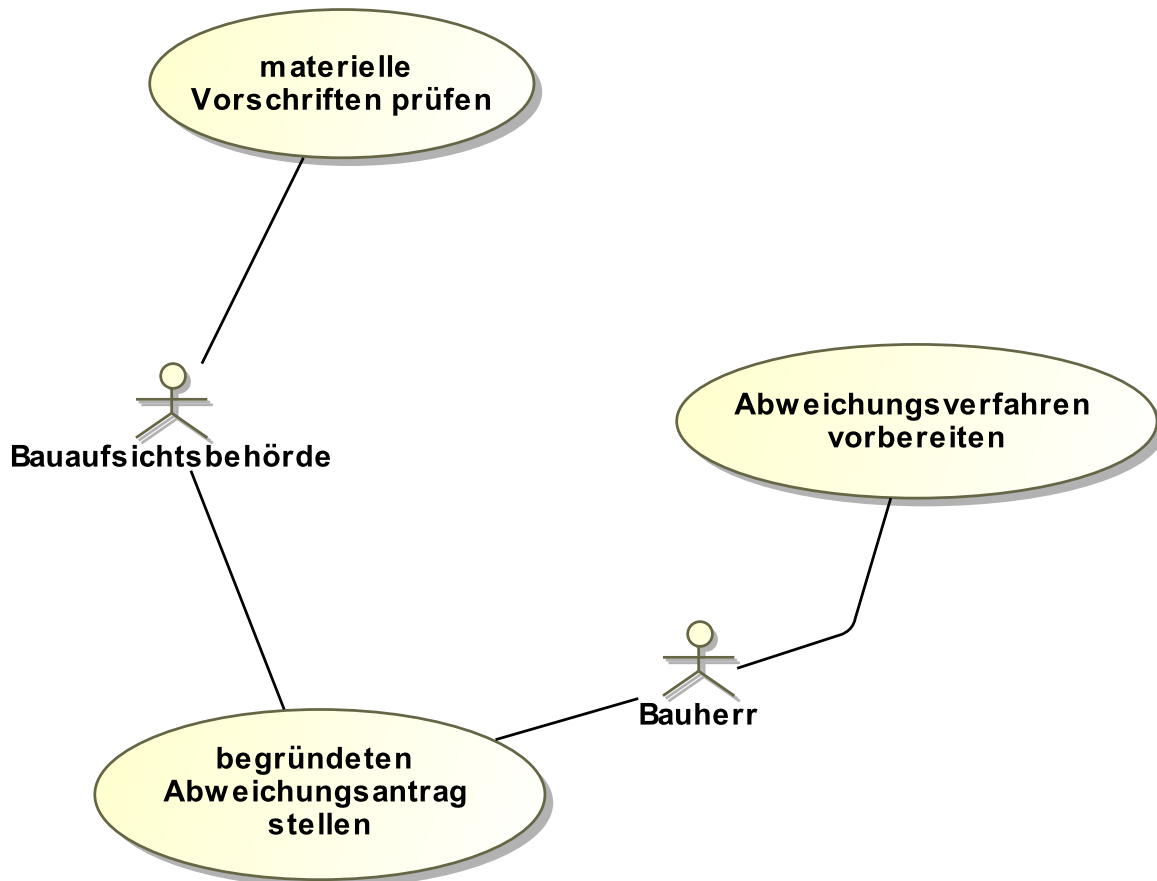 materielle
Vorschriften prüfen
Bauaufsichtsbehörde
Abweichungsverfahren
vorbereiten
Bauherr
begründeten
Abweichungsantrag
stellen